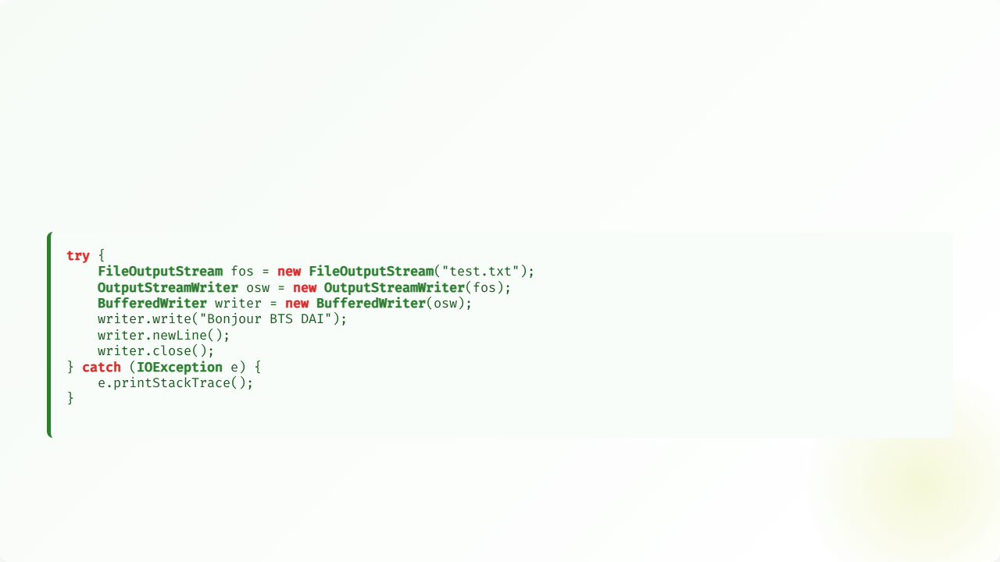 try {
    FileOutputStream fos = new FileOutputStream("test.txt");
    OutputStreamWriter osw = new OutputStreamWriter(fos);
    BufferedWriter writer = new BufferedWriter(osw);
    writer.write("Bonjour BTS DAI");
    writer.newLine();
    writer.close();
} catch (IOException e) {
    e.printStackTrace();
}